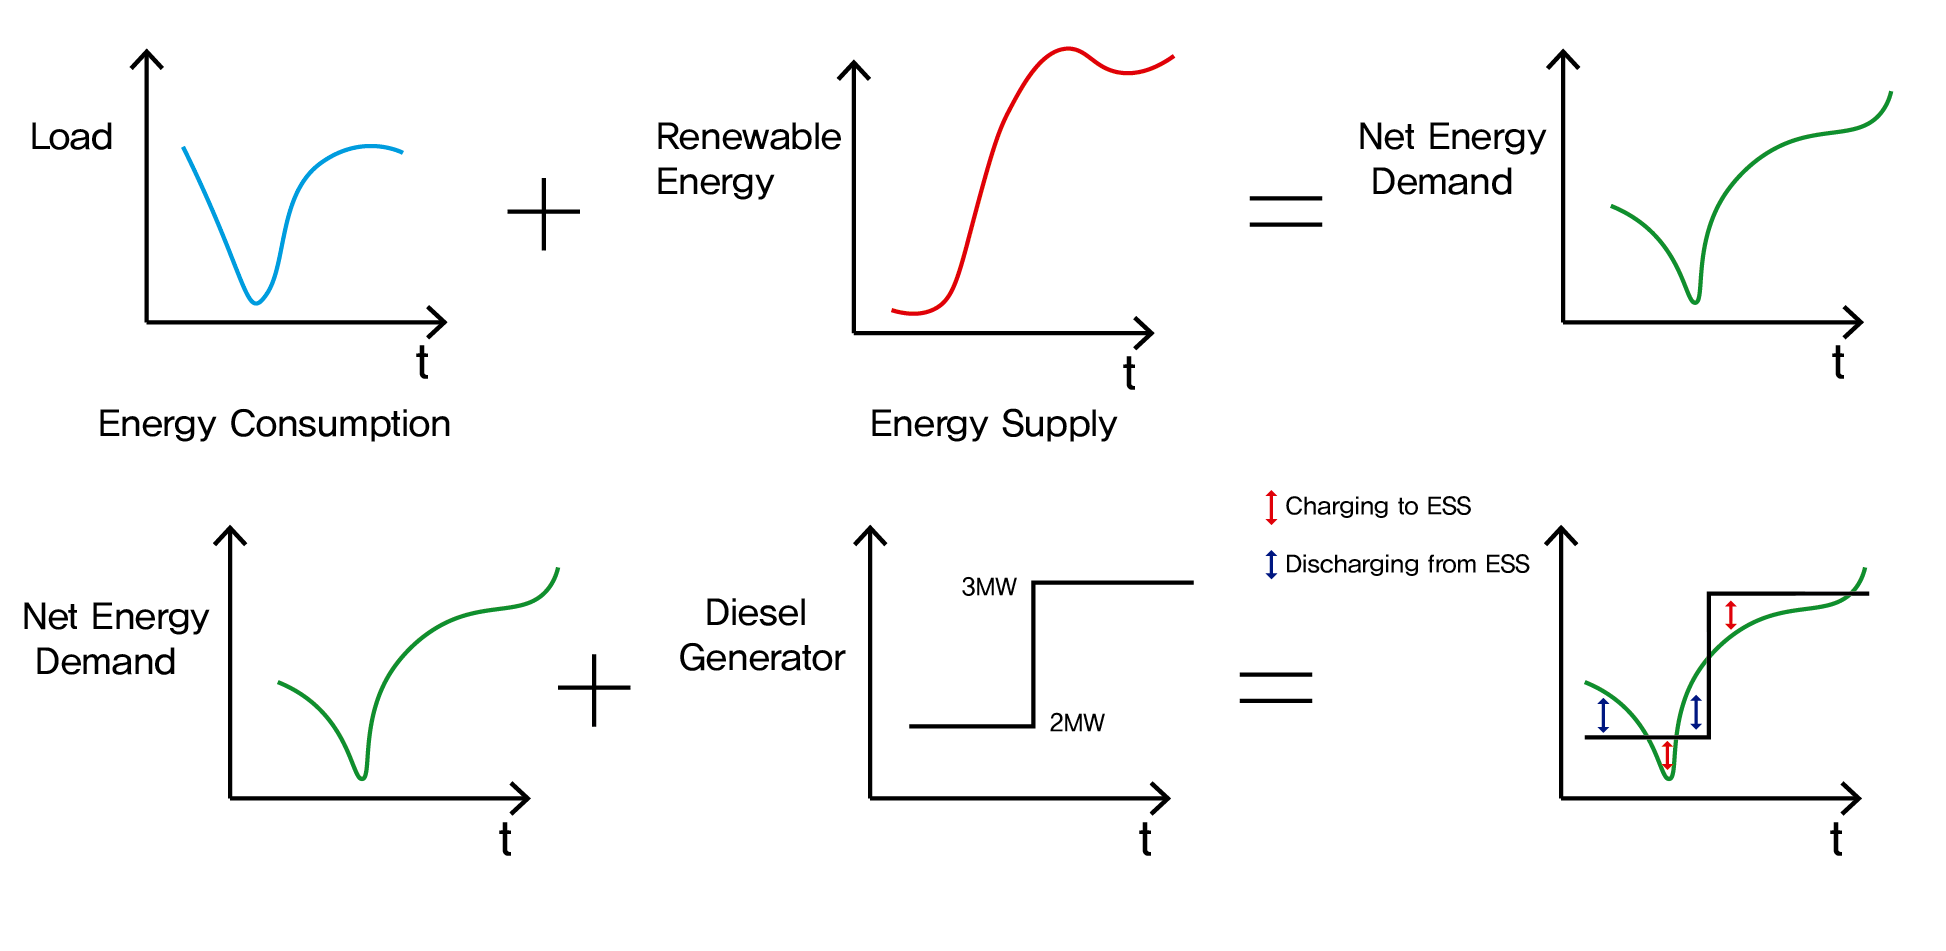 Load
t
Energy Consumption
+
Renewable
Energy
t
Energy Supply
=
Net Energy
Demand
t
Net Energy
Demand
t
+
Diesel
Generator
3MW
2MW
t
=
Charging to ESS
Discharging from ESS
t